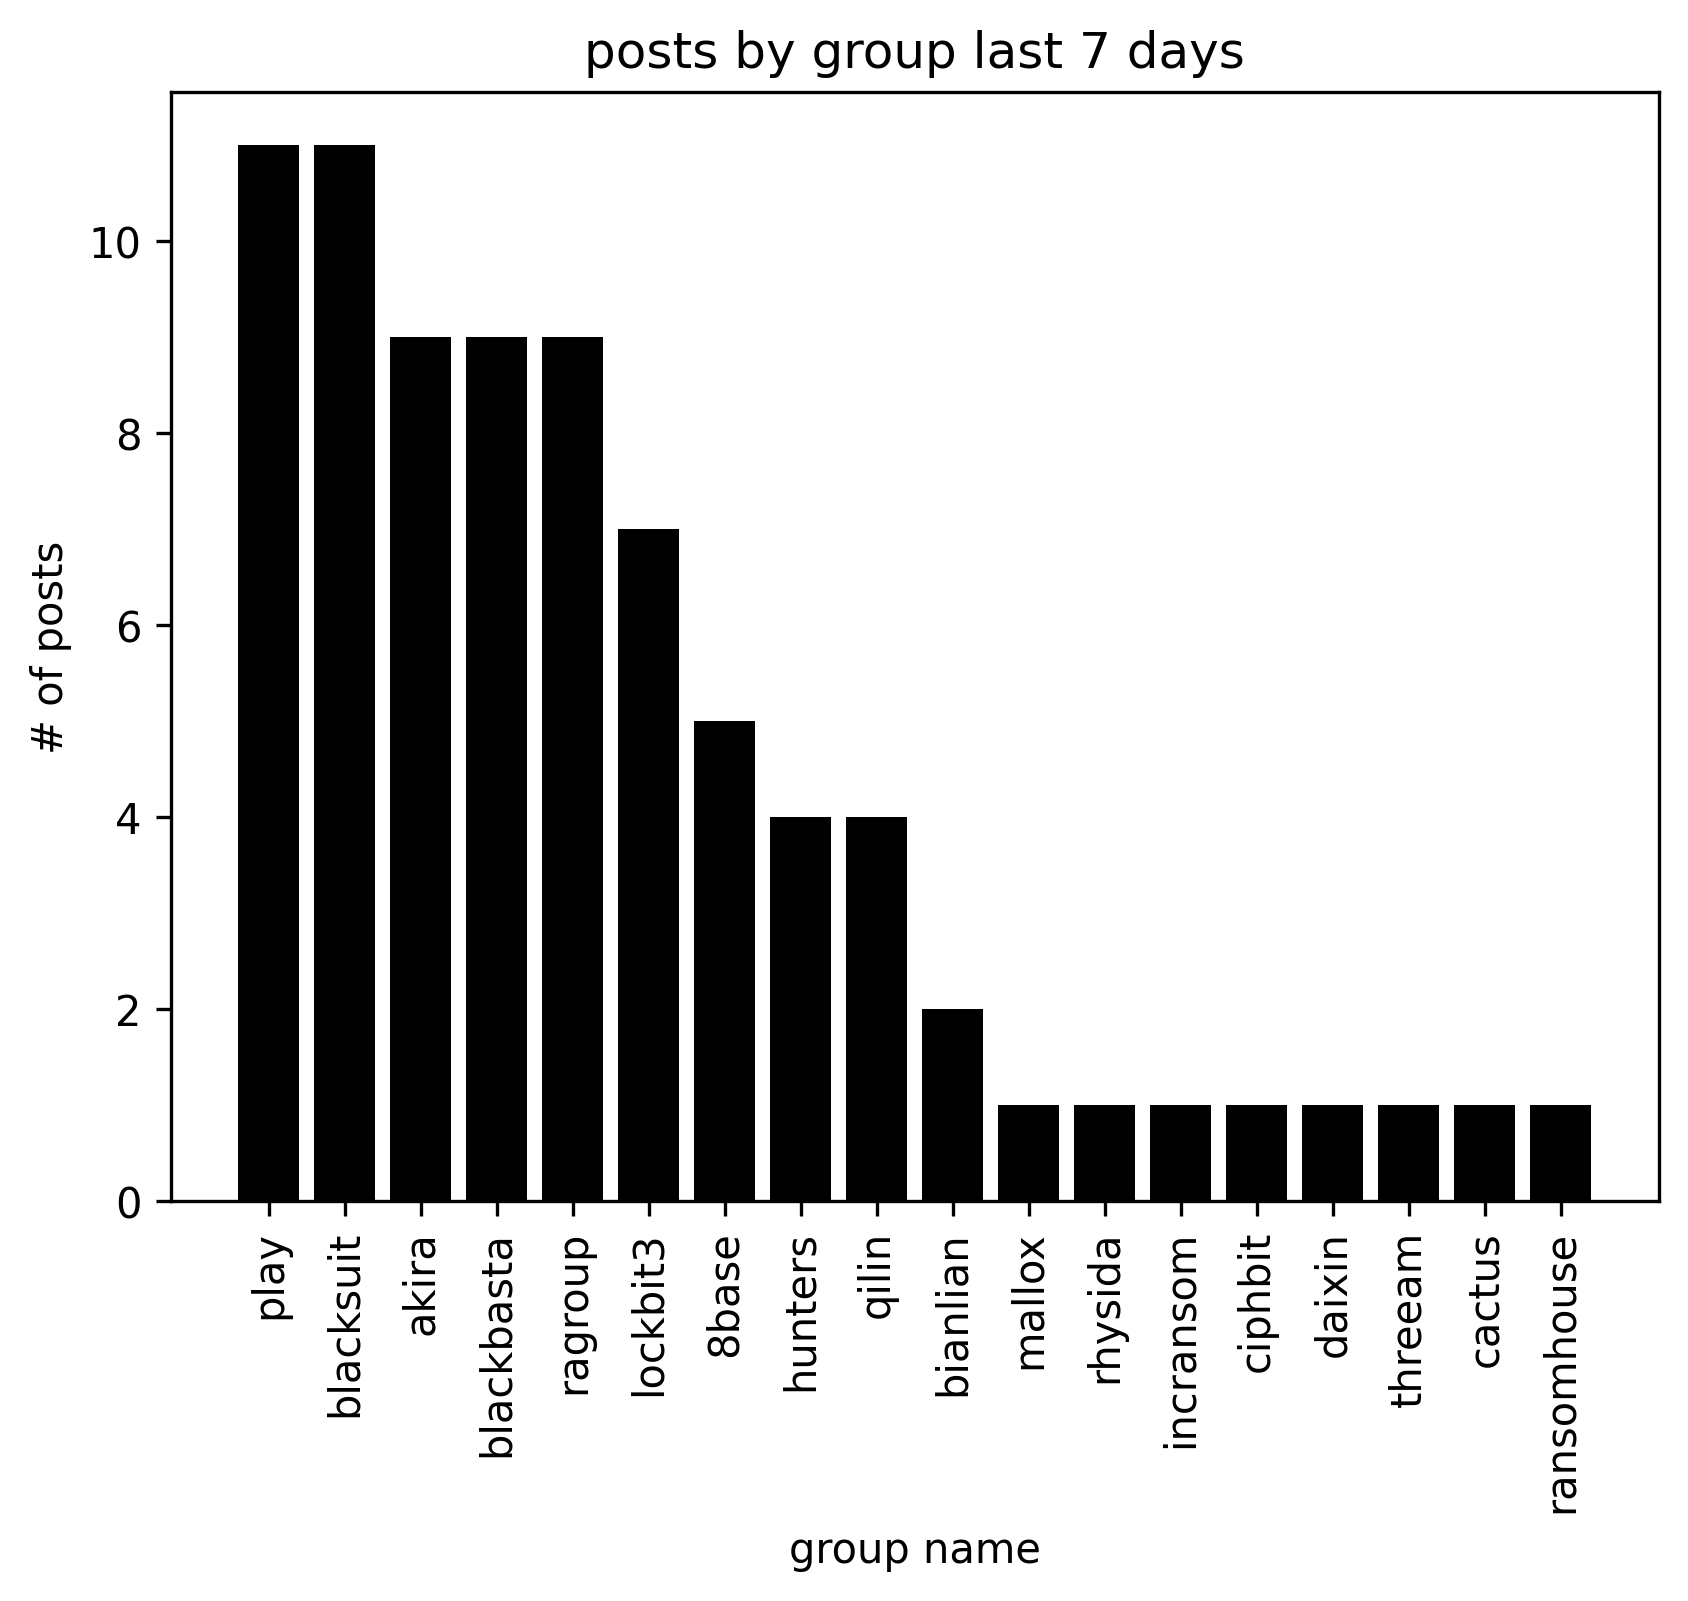 posts by group last 7 days
# of posts
10
8
6
4
2
0
play
blacksuit
akira
blackbasta
ragroup
lockbit3
8base
hunters
qilin
bianlian
mallox
rhysida
incransom
ciphbit
daixin
threeam
cactus
ransomhouse
group name